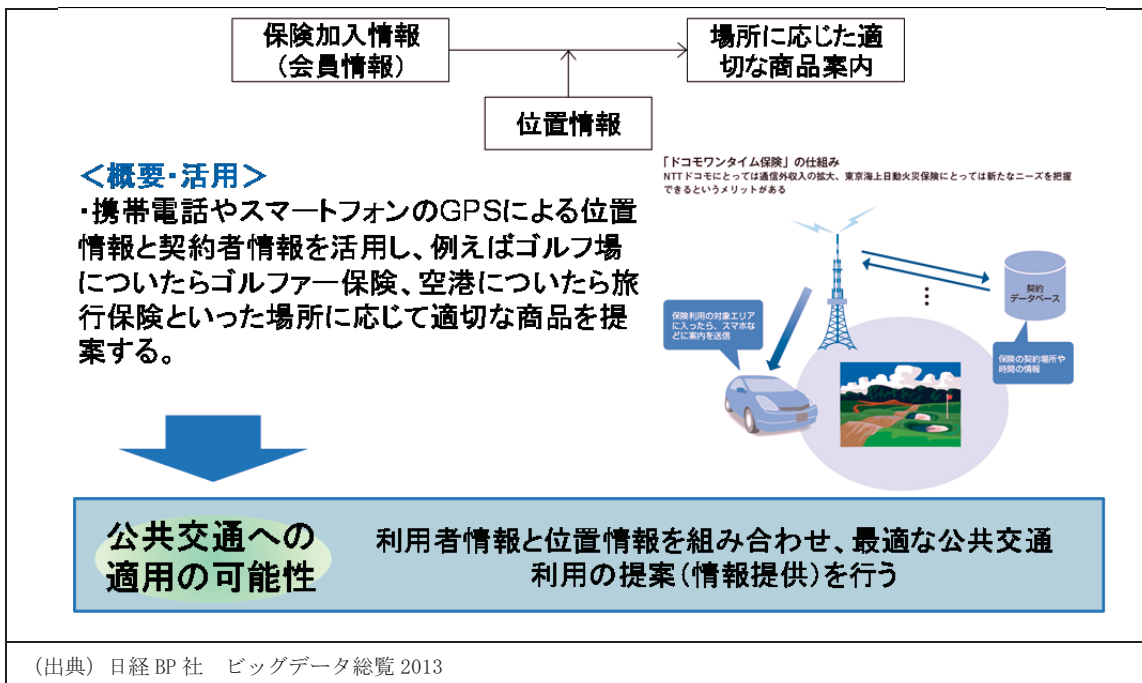 保険加入情報
(会員情報)
場所に応じた適
切な商品案内
位置情報
＜概要・活用＞
・携帯電話やスマートフォンのGPSによる位置
情報と契約者情報を活用し、例えばゴルフ場
についたらゴルファー保険、空港についたら旅
行保険といった場所に応じて適切な商品を提
案する。
「ドコモワンタイム保険」の仕組み
NTTドコモにとっては通信外収入の拡大、東京海上日動火災保険にとっては新たなニーズを把握
できるというメリットがある
契約
データベース
保険利用の対象エリア
に入ったら、スマホな
どに案内を送信
保険の契約場所や
時間の情報
公共交通への
適用の可能性
利用者情報と位置情報を組み合わせ、最適な公共交通
利用の提案(情報提供)を行う
(出典) 日経 BP 社　ビッグデータ総覧 2013